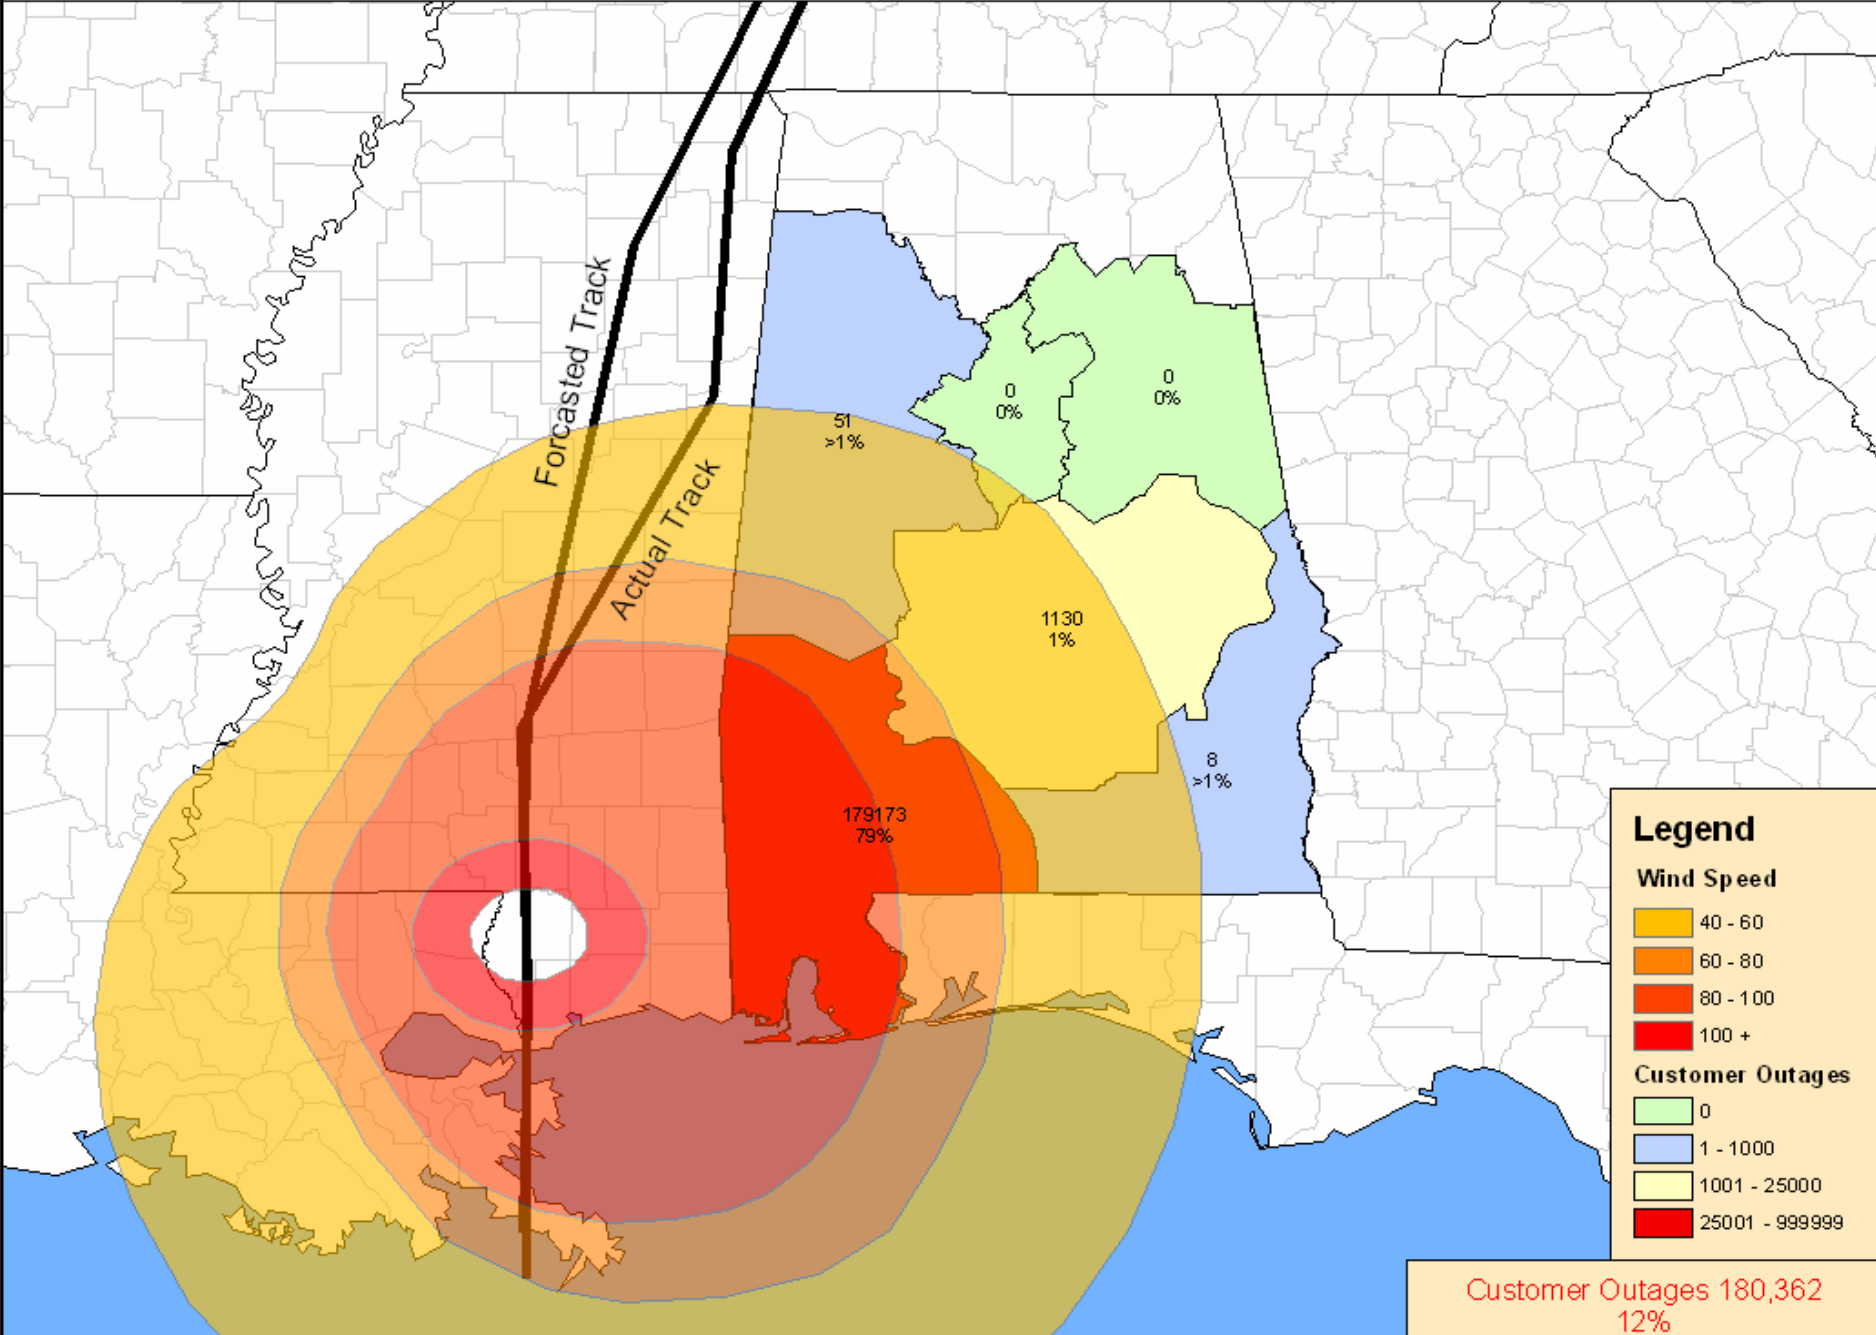 Forcasted Track
Actual Track
51
>1%
0
0%
0
0%
1130
1%
8
>1%
179173
79%
Legend
Wind Speed
40 - 60
60 - 80
80 - 100
100 +
Customer Outages
0
1 - 1000
1001 - 25000
25001 - 999999
Customer Outages 180,362
12%